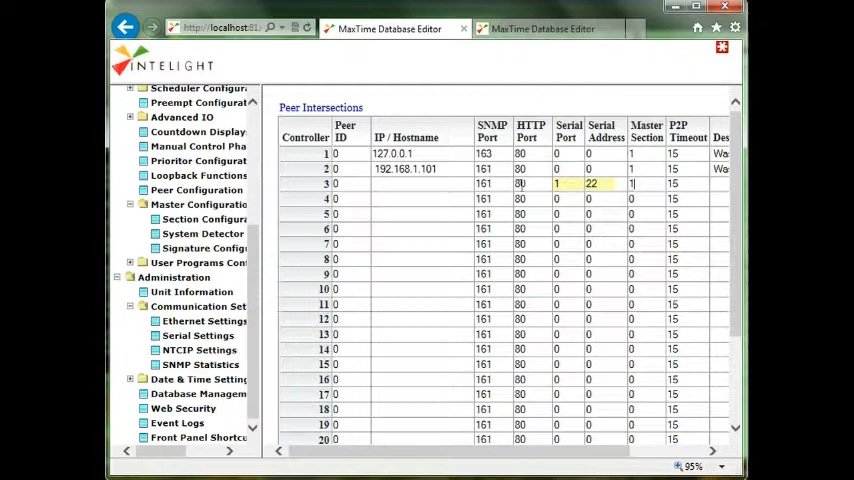 http://localhost:81/
MaxTime Database Editor
MaxTime Database Editor
INTELIGHT
Scheduler Configura
Preempt Configurat
Advanced IO
Countdown Display
Manual Control Pha
Prioritor Configurat
Loopback Functions
Peer Configuration
Master Configuration
Section Configura
System Detector
Signature Config
User Programs Conf
Administration
Unit Information
Communication Set
Ethernet Settings
Serial Settings
NTCIP Settings
SNMP Statistics
Date & Time Setting
Database Managem
Web Security
Event Logs
Front Panel Shortcu
Peer Intersections
Controller Peer ID IP / Hostname SNMP Port HTTP Port Serial Port Serial Address Master Section P2P Timeout Des
1 0 127.0.0.1 163 80 0 0 1 15 Wa
2 0 192.168.1.101 161 80 0 0 1 15 Wa
3 0 161 80 1 22 1 15
4 0 161 80 0 0 0 15
5 0 161 80 0 0 0 15
6 0 161 80 0 0 0 15
7 0 161 80 0 0 0 15
8 0 161 80 0 0 0 15
9 0 161 80 0 0 0 15
10 0 161 80 0 0 0 15
11 0 161 80 0 0 0 15
12 0 161 80 0 0 0 15
13 0 161 80 0 0 0 15
14 0 161 80 0 0 0 15
15 0 161 80 0 0 0 15
16 0 161 80 0 0 0 15
17 0 161 80 0 0 0 15
18 0 161 80 0 0 0 15
19 0 161 80 0 0 0 15
20 0 161 80 0 0 0 15
95%